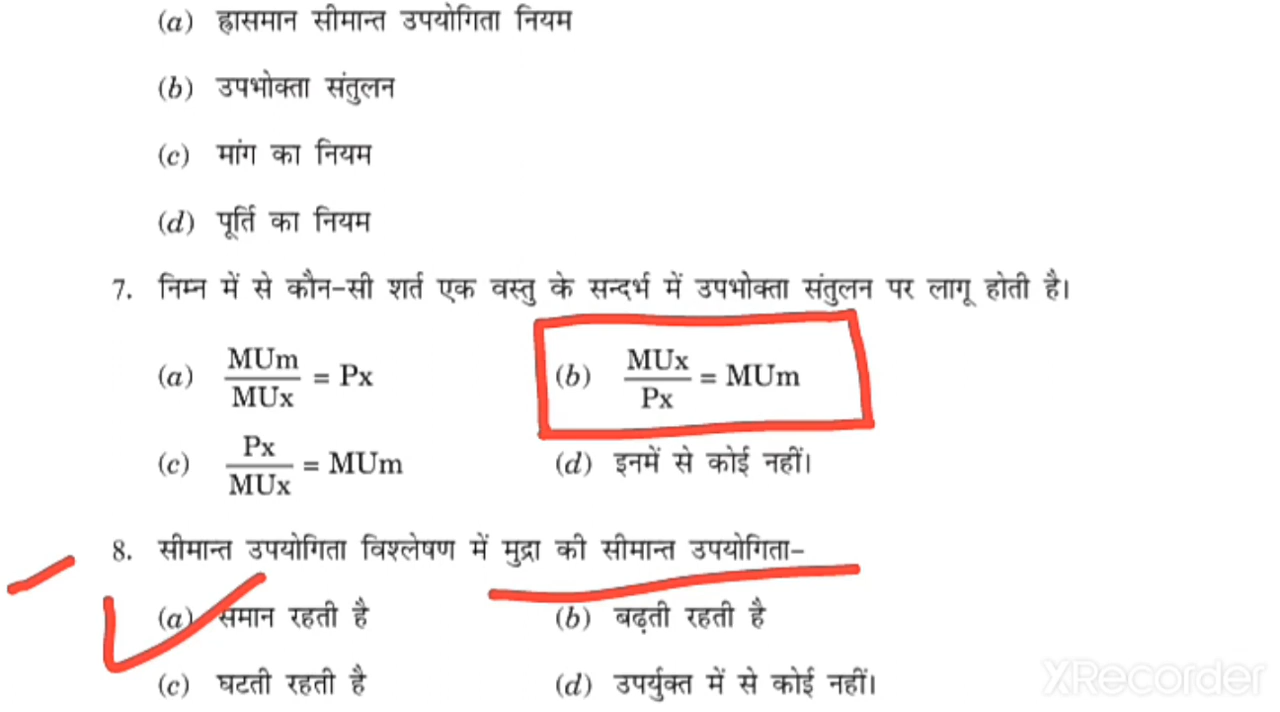 (a) ह्रासमान सीमान्त उपयोगिता नियम
(b) उपभोक्ता संतुलन
(c) मांग का नियम
(d) पूर्ति का नियम
7. निम्न में से कौन-सी शर्त एक वस्तु के सन्दर्भ में उपभोक्ता संतुलन पर लागू होती है।
(a) MUm/MUx = Px (b) MUx/Px = MUm
(c) Px/MUx = MUm (d) इनमें से कोई नहीं।
8. सीमान्त उपयोगिता विश्लेषण में मुद्रा की सीमान्त उपयोगिता–
(a) समान रहती है (b) बढ़ती रहती है
(c) घटती रहती है (d) उपर्युक्त में से कोई नहीं।
XRecorder